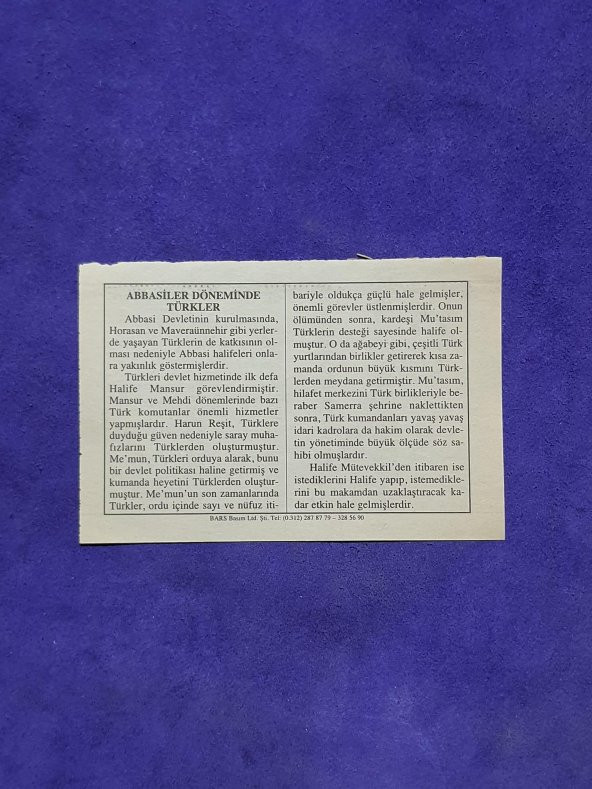 ABBASİLER DÖNEMİNDE
TÜRKLER
Abbasi Devletinin kurulmasında,
Horasan ve Maveraünnehir gibi yerler-
de yaşayan Türklerin de katkısının ol-
ması nedeniyle Abbasi halifeleri onla-
ra yakınlık göstermişlerdir.
Türkleri devlet hizmetinde ilk defa
Halife Mansur görevlendirmiştir.
Mansur ve Mehdi dönemlerinde bazı
Türk komutanlar önemli hizmetler
yapmışlardır. Harun Reşit, Türklere
duyduğu güven nedeniyle saray muha-
fızlarını Türklerden oluşturmuştur.
Me'mun, Türkleri orduya alarak, bunu
bir devlet politikası haline getirmiş ve
kumanda heyetini Türklerden oluştur-
muştur. Me'mun'un son zamanlarında
Türkler, ordu içinde sayı ve nüfuz iti-
bariyle oldukça güçlü hale gelmişler,
önemli görevler üstlenmişlerdir. Onun
ölümünden sonra, kardeşi Mu'tasım
Türklerin desteği sayesinde halife ol-
muştur. O da ağabeyi gibi, çeşitli Türk
yurtlarından birlikler getirerek kısa za-
manda ordunun büyük kısmını Türk-
lerden meydana getirmiştir. Mu'tasım,
hilafet merkezini Türk birlikleriyle be-
raber Samerra şehrine naklettikten
sonra, Türk kumandanları yavaş yavaş
idari kadrolara da hakim olarak devle-
tin yönetiminde büyük ölçüde söz sa-
hibi olmuşlardır.
Halife Mütevekkil'den itibaren ise
istediklerini Halife yapıp, istemedikle-
rini bu makamdan uzaklaştıracak ka-
dar etkin hale gelmişlerdir.
BARS Basım Ltd. Şti. Tel: (0.312) 287 87 79 – 328 56 90